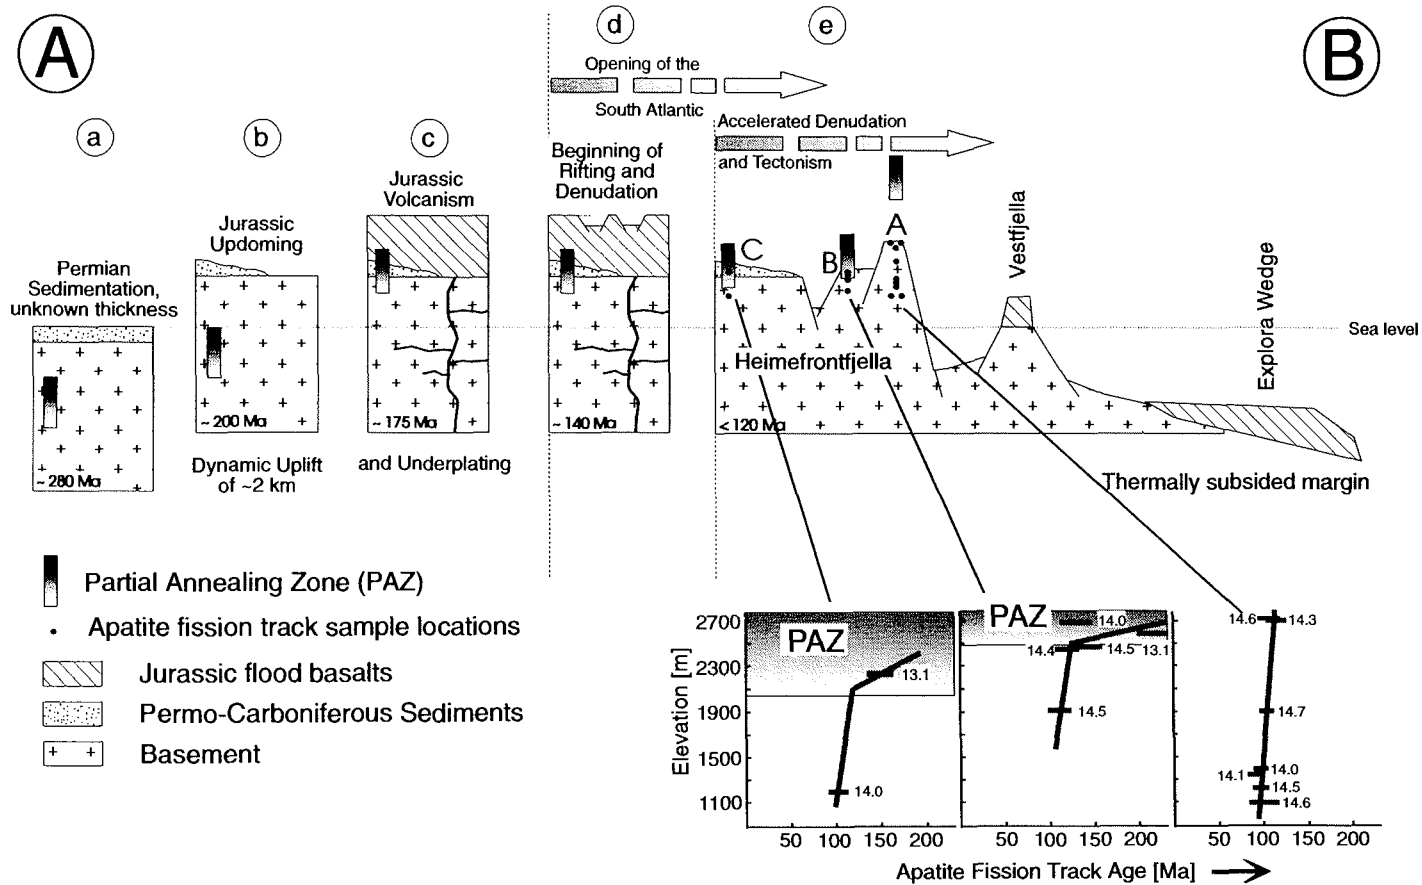 A
B
a
b
c
d
e
Opening of the
South Atlantic
Accelerated Denudation
and Tectonism
Permian
Sedimentation,
unknown thickness
~ 280 Ma
Jurassic
Updoming
~ 200 Ma
Dynamic Uplift
of ~2 km
Jurassic
Volcanism
~ 175 Ma
and Underplating
Beginning of
Rifting and
Denudation
~ 140 Ma
C
B
A
Heimefrontfjella
< 120 Ma
Vestfjella
Explora Wedge
Sea level
Thermally subsided margin
Partial Annealing Zone (PAZ)
Apatite fission track sample locations
Jurassic flood basalts
Permo-Carboniferous Sediments
Basement
Elevation [m]
2700
2300
1900
1500
1100
PAZ
13.1
14.0
50 100 150 200
PAZ
14.0
14.4
14.5
13.1
14.5
50 100 150 200
14.6
14.3
14.7
14.0
14.1
14.5
14.6
50 100 150 200
Apatite Fission Track Age [Ma]